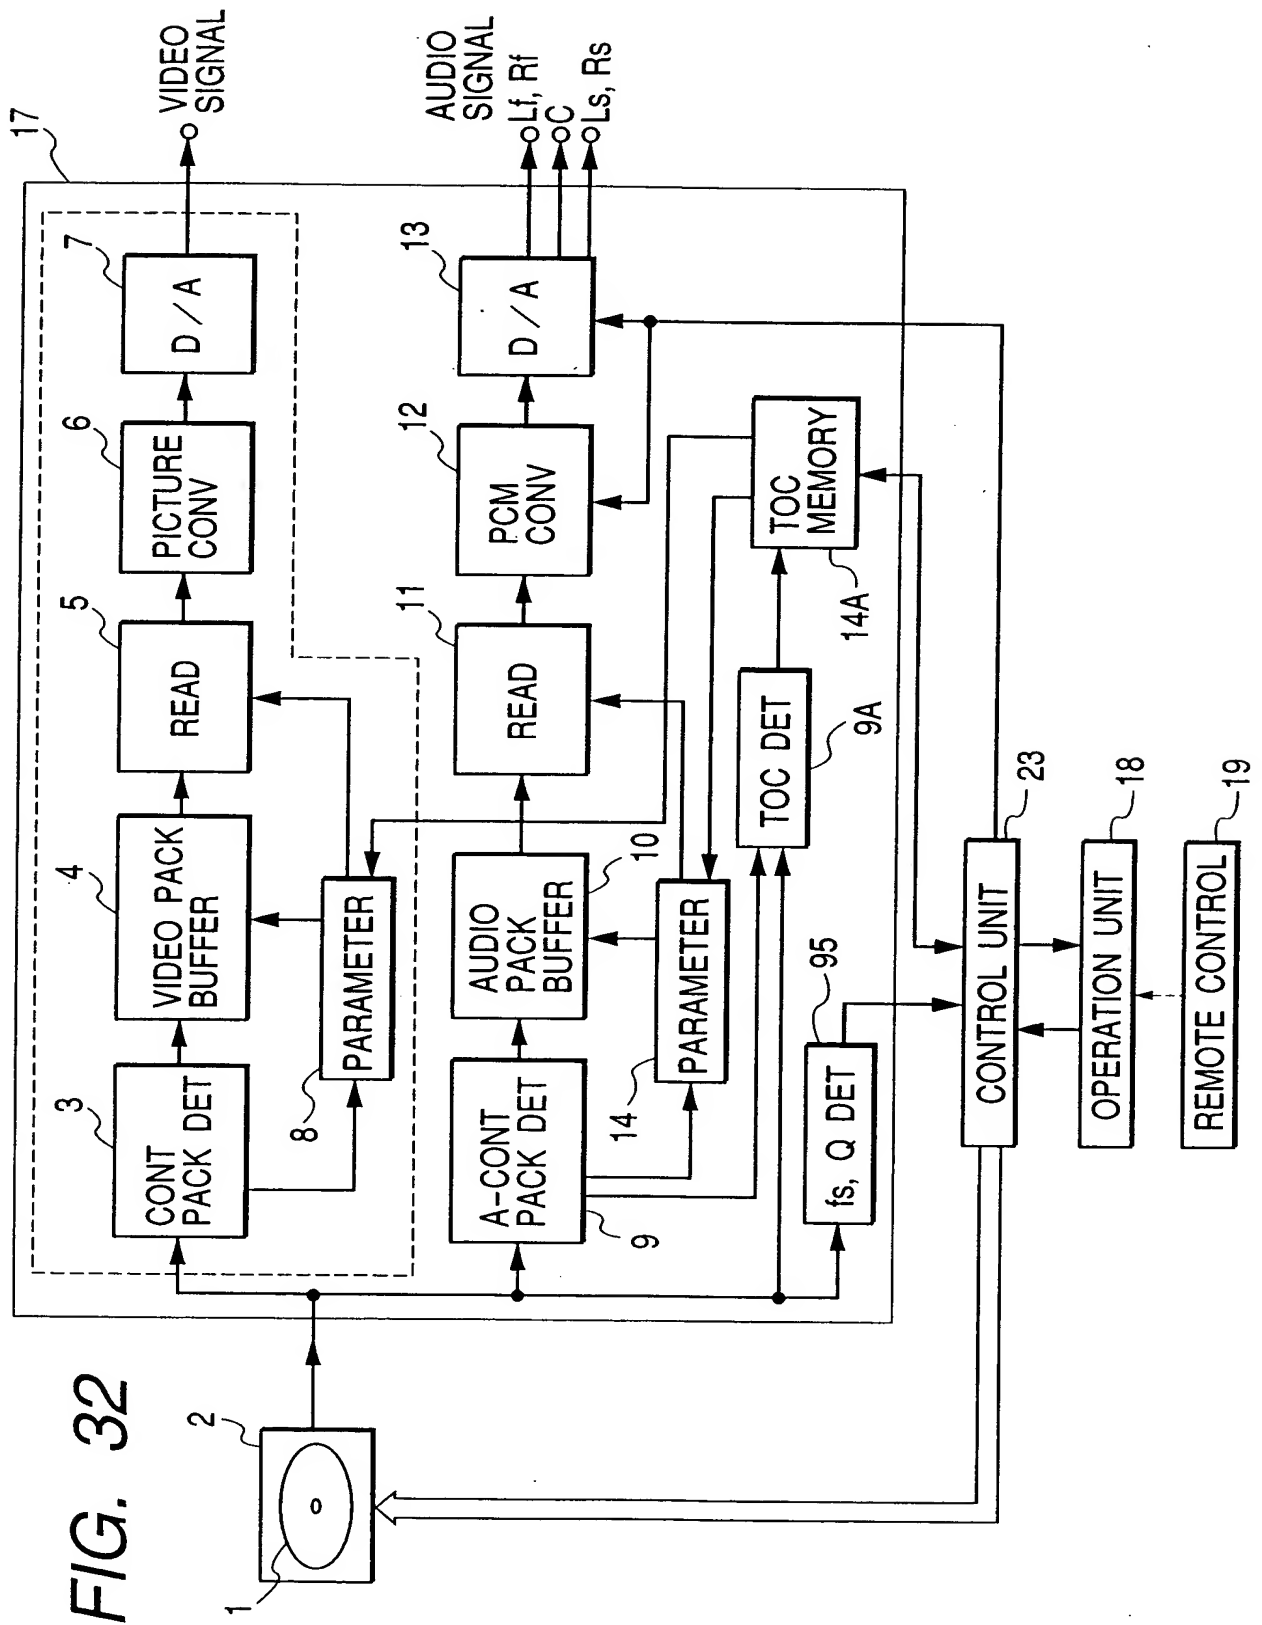 FIG. 32
17
VIDEO
SIGNAL
3
CONT
PACK DET
4
VIDEO PACK
BUFFER
5
READ
6
PICTURE
CONV
7
D/A
8
PARAMETER
AUDIO
SIGNAL
Lf, Rf
C
Ls, Rs
2
1
9
A-CONT
PACK DET
10
AUDIO
PACK
BUFFER
11
READ
12
PCM
CONV
13
D/A
14
PARAMETER
TOC DET
9A
TOC
MEMORY
14A
fs, Q DET
95
CONTROL UNIT
23
OPERATION UNIT
18
REMOTE CONTROL
19